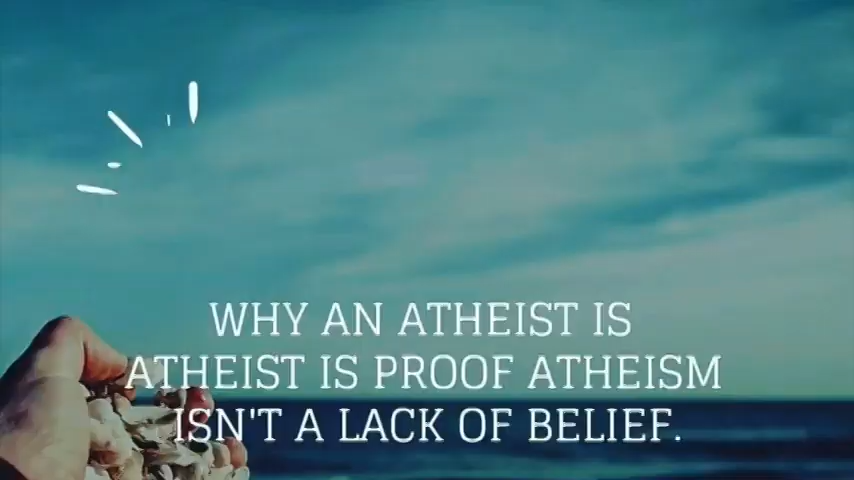 WHY AN ATHEIST IS
ATHEIST IS PROOF ATHEISM
ISN'T A LACK OF BELIEF.